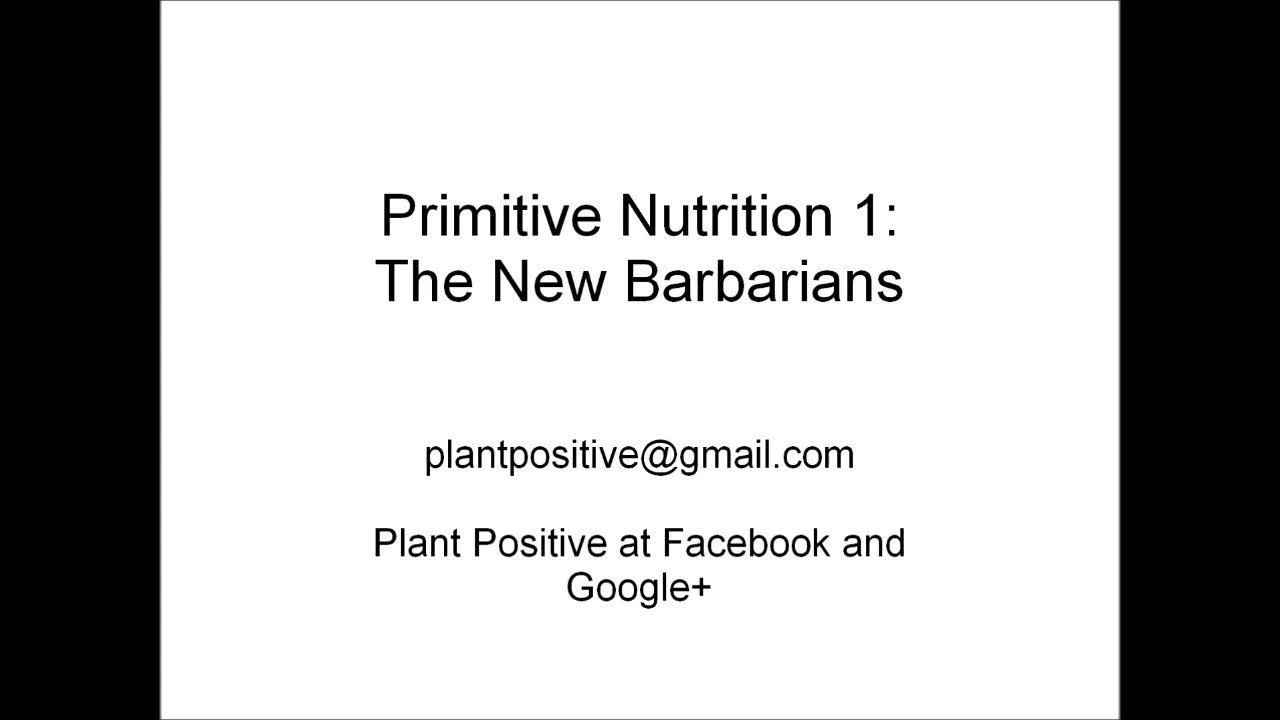 Primitive Nutrition 1:
The New Barbarians
plantpositive@gmail.com
Plant Positive at Facebook and
Google+